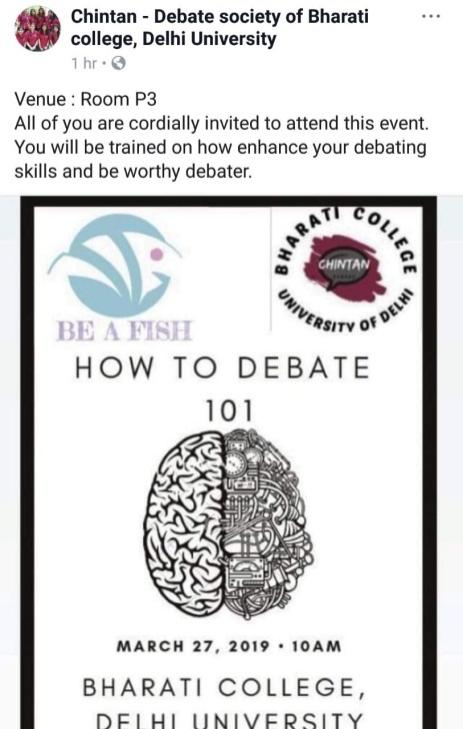 Chintan - Debate society of Bharati
college, Delhi University
1 hr
Venue : Room P3
All of you are cordially invited to attend this event.
You will be trained on how enhance your debating
skills and be worthy debater.
BE A FISH
BHARATI COLLEGE
CHINTAN
UNIVERSITY OF DELHI
HOW TO DEBATE
101
MARCH 27, 2019 • 10AM
BHARATI COLLEGE,
DELHI UNIVERSITY